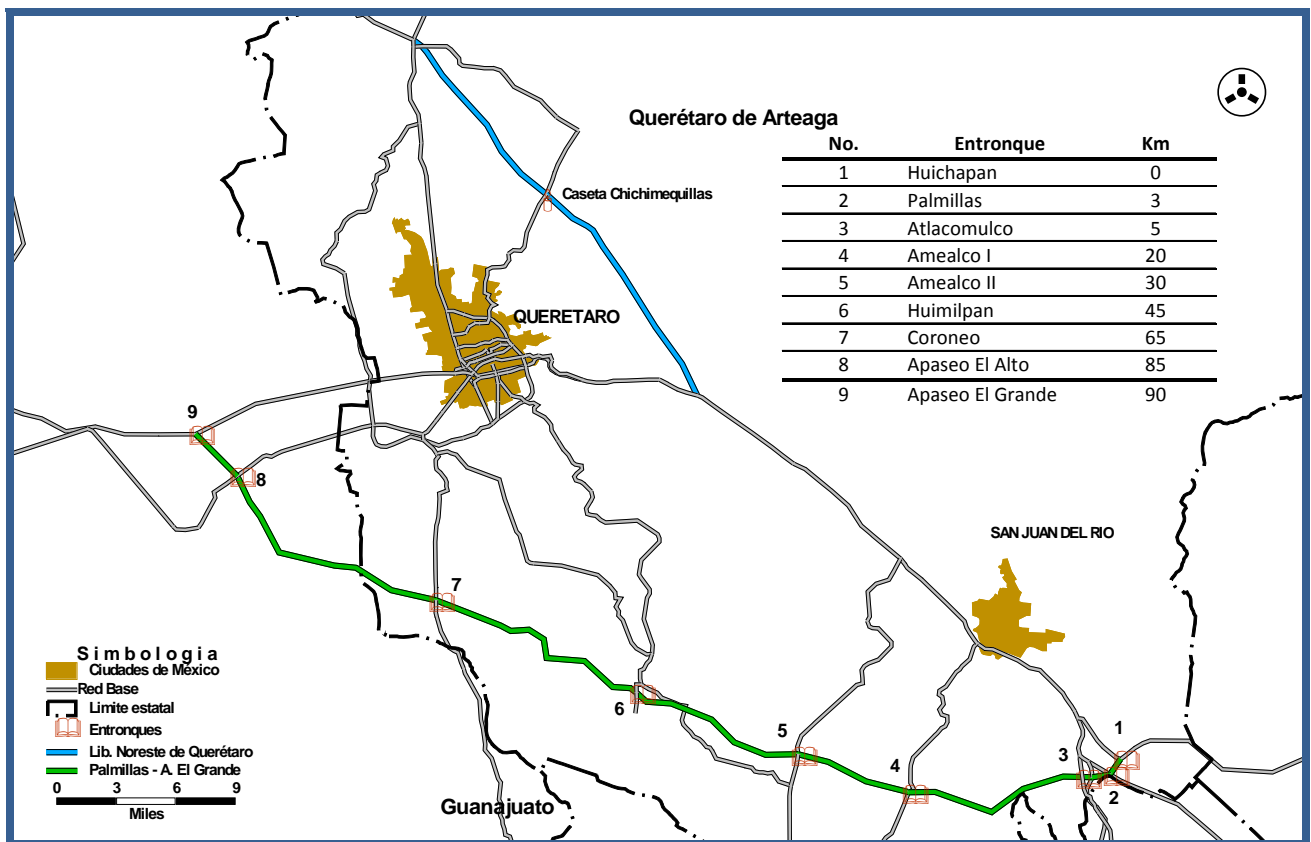 Querétaro de Arteaga
No. Entronque Km
1 Huichapan 0
2 Palmillas 3
3 Atlacomulco 5
4 Amealco I 20
5 Amealco II 30
6 Huimilpan 45
7 Coroneo 65
8 Apaseo El Alto 85
9 Apaseo El Grande 90
Caseta Chichimequillas
QUERETARO
9
8
SAN JUAN DEL RIO
7
6
5
4
3
1
2
Simbologia
Ciudades de México
Red Base
Limite estatal
Entronques
Lib. Noreste de Querétaro
Palmillas - A. El Grande
0 3 6 9
Miles
Guanajuato